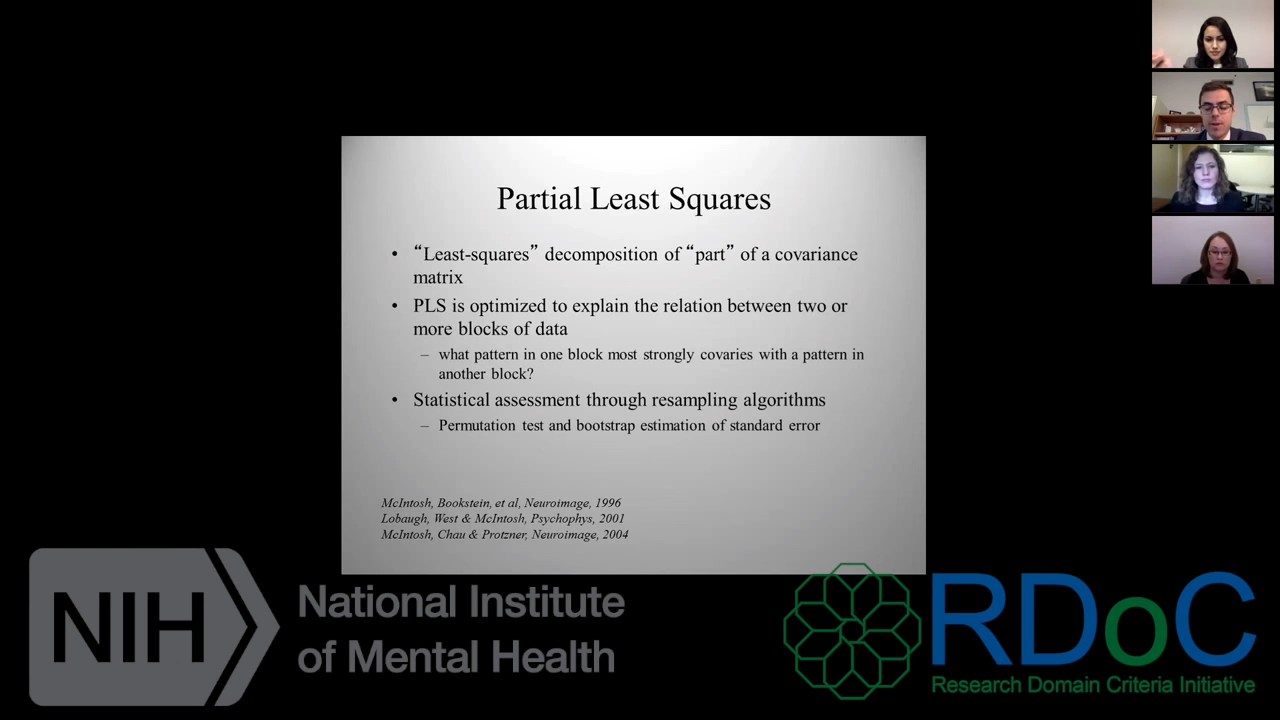 Partial Least Squares
• “Least-squares” decomposition of “part” of a covariance
matrix
• PLS is optimized to explain the relation between two or
more blocks of data
– what pattern in one block most strongly covaries with a pattern in
another block?
• Statistical assessment through resampling algorithms
– Permutation test and bootstrap estimation of standard error
McIntosh, Bookstein, et al, Neuroimage, 1996
Lobaugh, West & McIntosh, Psychophys, 2001
McIntosh, Chau & Protzner, Neuroimage, 2004
NIH
National Institute
of Mental Health
RDoC
Research Domain Criteria Initiative